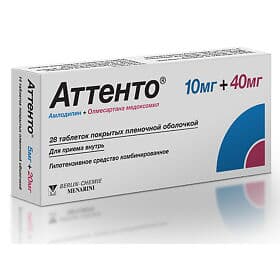 Аттенто®
10мг + 40мг
Амлодипин + Олмесартана медоксомил
28 таблеток покрытых пленочной оболочкой
Для приема внутрь
Гипотензивное средство комбинированное
BERLIN-CHEMIE
MENARINI
Аттенто®
5мг + 20мг